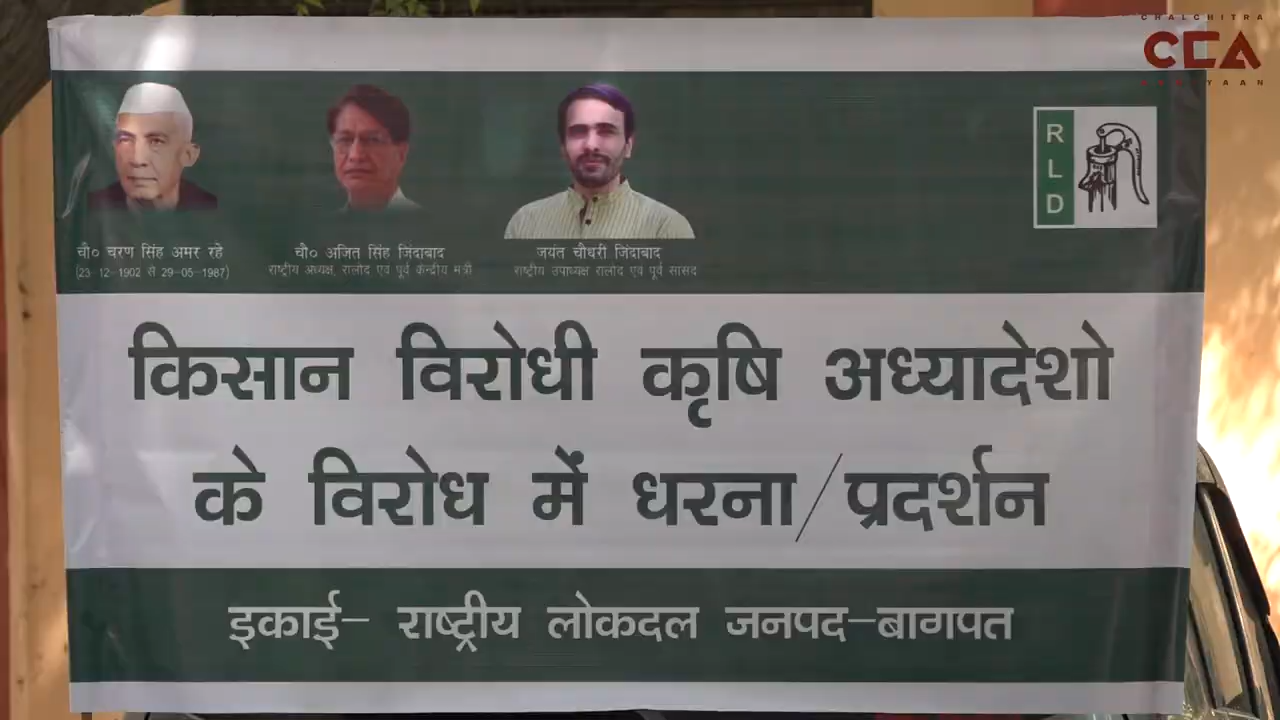 CHALCHITRA
CCA
चौ० चरण सिंह अमर रहे
(23-12-1902 से 29-05-1987)
चौ० अजित सिंह जिंदाबाद
राष्ट्रीय अध्यक्ष, रालोद एवं पूर्व केन्द्रीय मंत्री
जयंत चौधरी जिंदाबाद
राष्ट्रीय उपाध्यक्ष रालोद एवं पूर्व सांसद
RLD
किसान विरोधी कृषि अध्यादेशो
के विरोध में धरना/प्रदर्शन
इकाई- राष्ट्रीय लोकदल जनपद-बागपत